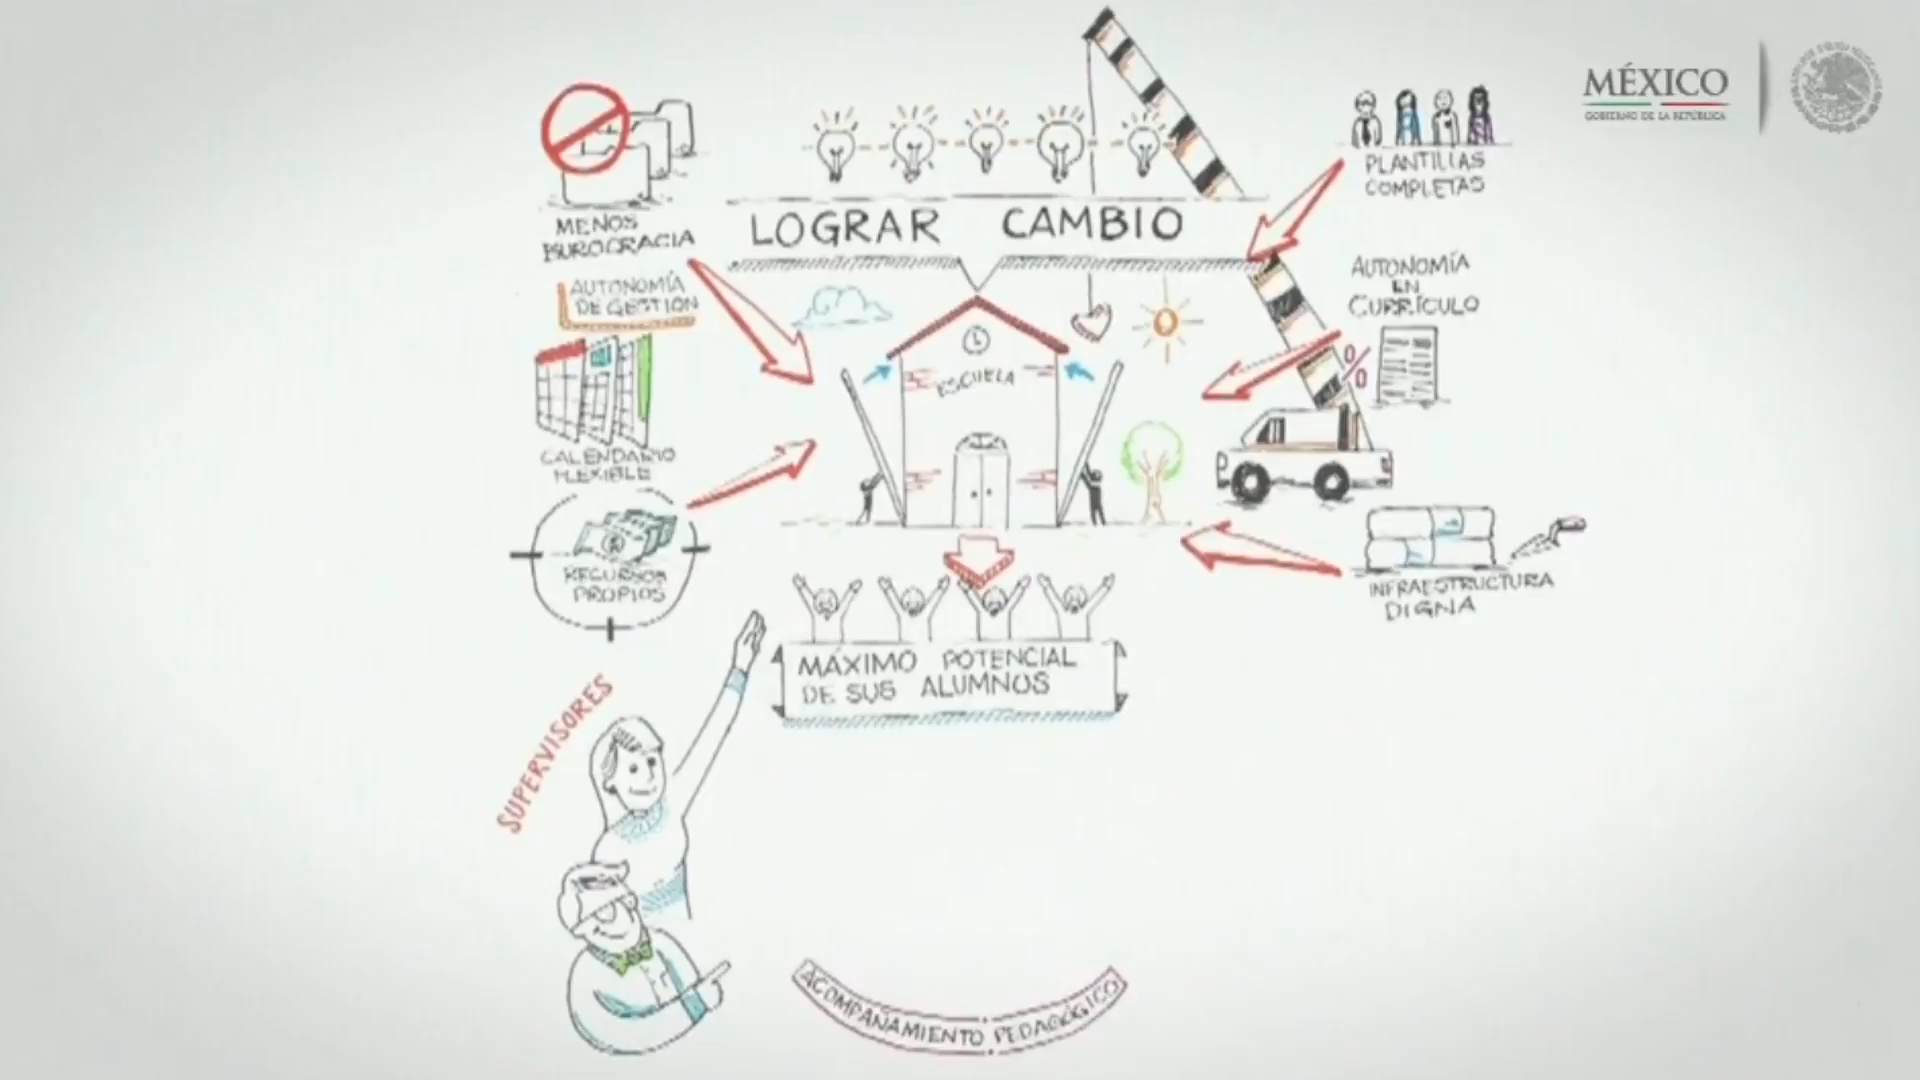 MÉXICO
GOBIERNO DE LA REPÚBLICA
LOGRAR CAMBIO
MENOS
BUROCRACIA
AUTONOMÍA
DE GESTIÓN
CALENDARIO
FLEXIBLE
RECURSOS
PROPIOS
ESCUELA
PLANTILLAS
COMPLETAS
AUTONOMÍA
EN
CURRÍCULO
%
INFRAESTRUCTURA
DIGNA
MÁXIMO POTENCIAL
DE SUS ALUMNOS
SUPERVISORES
ACOMPAÑAMIENTO PEDAGÓGICO